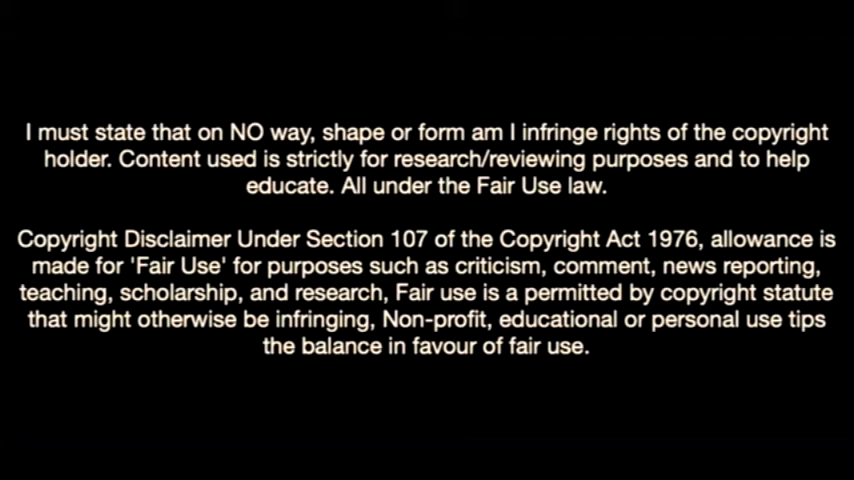 I must state that on NO way, shape or form am I infringe rights of the copyright
holder. Content used is strictly for research/reviewing purposes and to help
educate. All under the Fair Use law.
Copyright Disclaimer Under Section 107 of the Copyright Act 1976, allowance is
made for 'Fair Use' for purposes such as criticism, comment, news reporting,
teaching, scholarship, and research, Fair use is a permitted by copyright statute
that might otherwise be infringing, Non-profit, educational or personal use tips
the balance in favour of fair use.